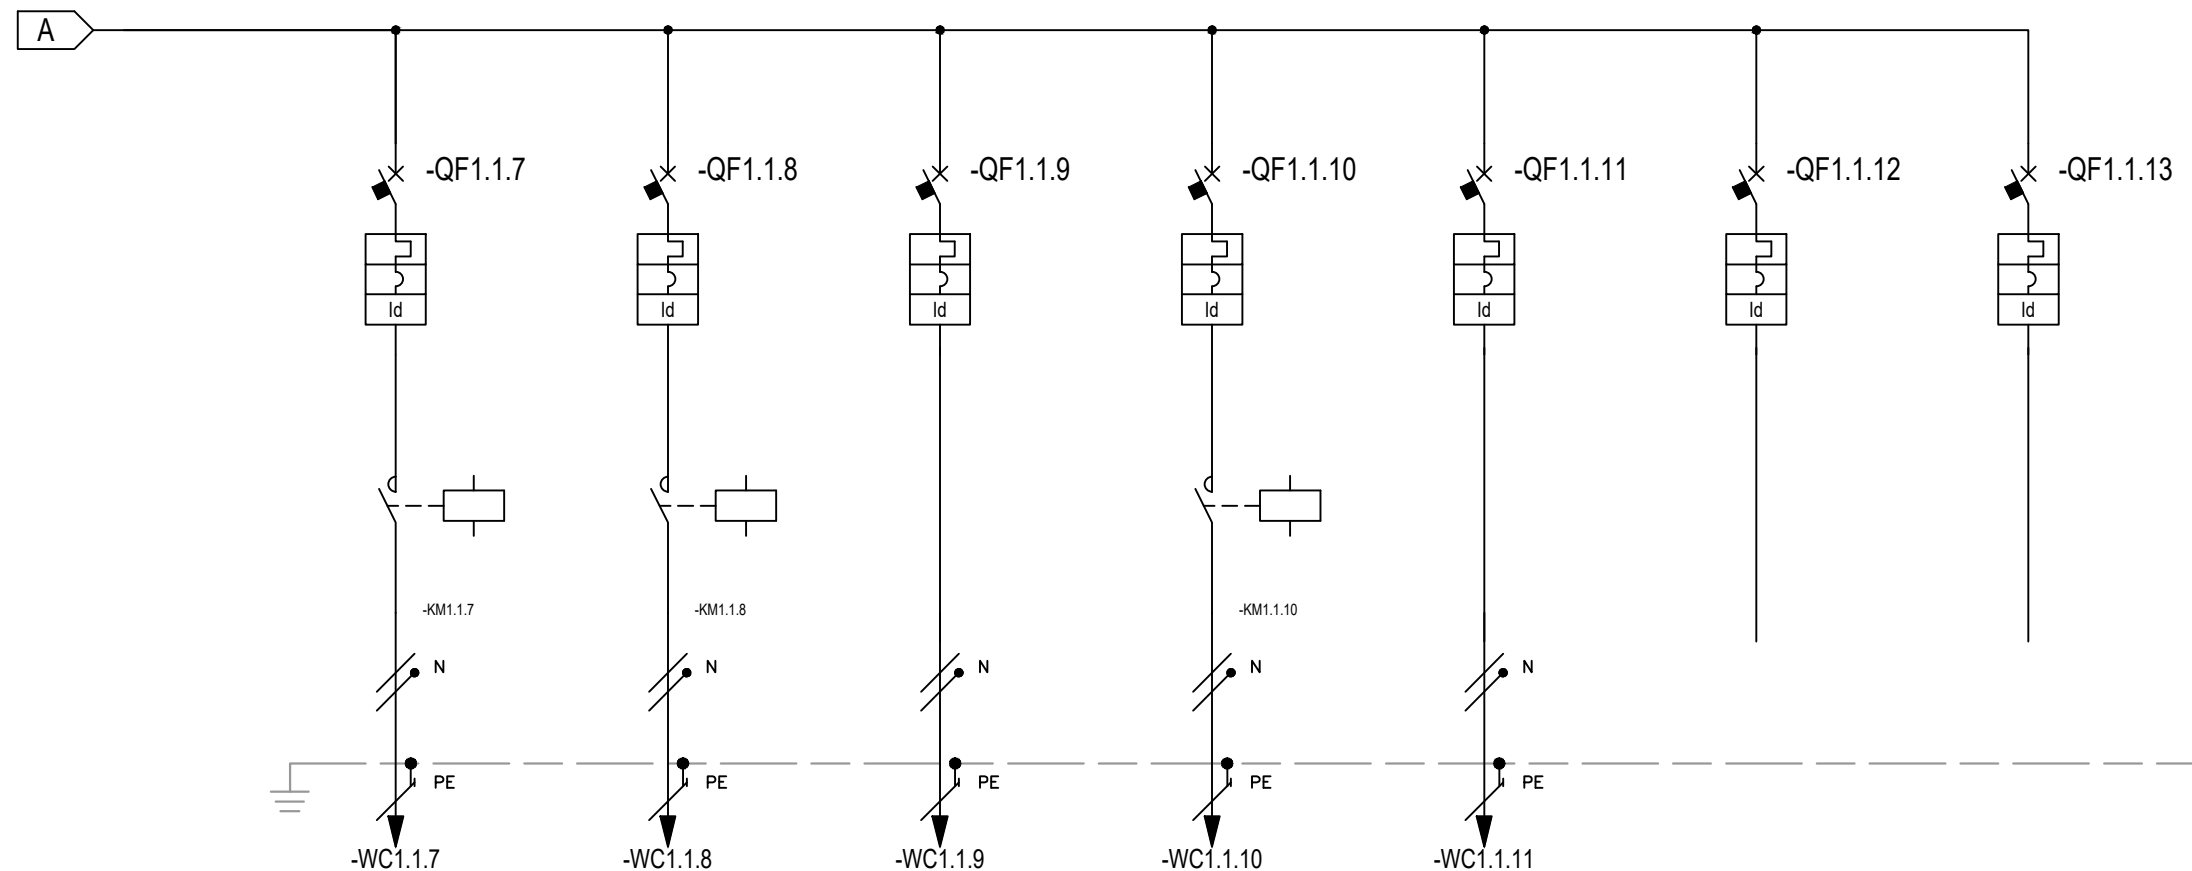 A
-QF1.1.7 -QF1.1.8 -QF1.1.9 -QF1.1.10 -QF1.1.11 -QF1.1.12 -QF1.1.13
Id Id Id Id Id Id Id
-KM1.1.7 -KM1.1.8 -KM1.1.10
N N N N N
PE PE PE PE PE
-WC1.1.7 -WC1.1.8 -WC1.1.9 -WC1.1.10 -WC1.1.11